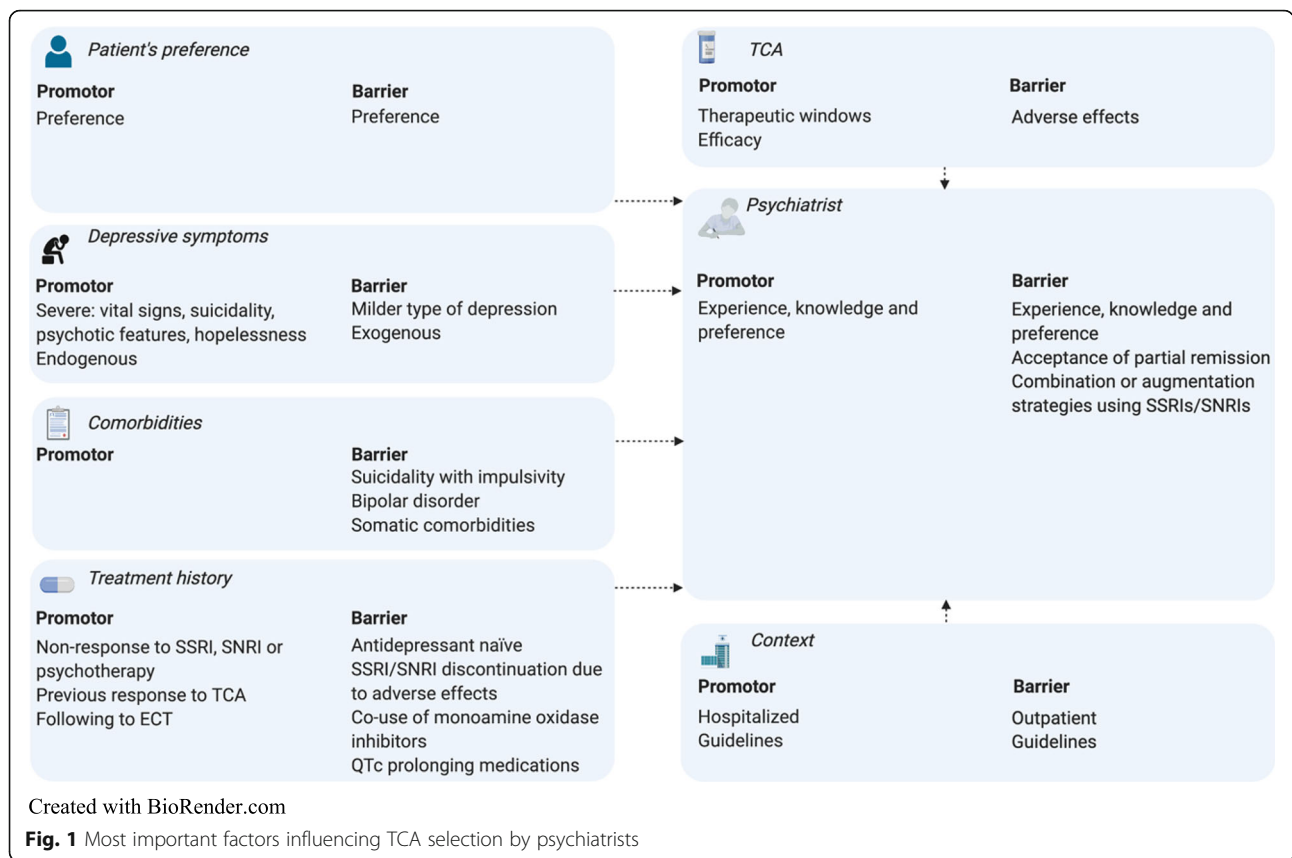 Patient's preference
Promotor
Preference
Barrier
Preference
Depressive symptoms
Promotor
Severe: vital signs, suicidality,
psychotic features, hopelessness
Endogenous
Barrier
Milder type of depression
Exogenous
Comorbidities
Promotor
Barrier
Suicidality with impulsivity
Bipolar disorder
Somatic comorbidities
Treatment history
Promotor
Non-response to SSRI, SNRI or
psychotherapy
Previous response to TCA
Following to ECT
Barrier
Antidepressant naïve
SSRI/SNRI discontinuation due
to adverse effects
Co-use of monoamine oxidase
inhibitors
QTc prolonging medications
TCA
Promotor
Therapeutic windows
Efficacy
Barrier
Adverse effects
Psychiatrist
Promotor
Experience, knowledge and
preference
Barrier
Experience, knowledge and
preference
Acceptance of partial remission
Combination or augmentation
strategies using SSRIs/SNRIs
Context
Promotor
Hospitalized
Guidelines
Barrier
Outpatient
Guidelines
Created with BioRender.com
Fig. 1 Most important factors influencing TCA selection by psychiatrists